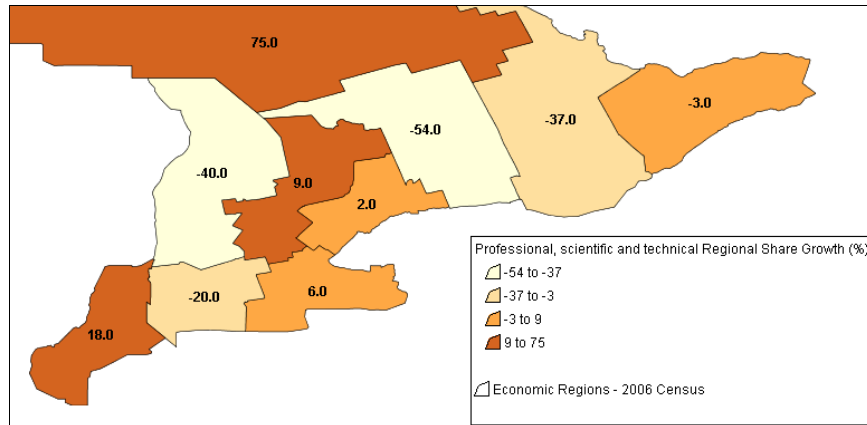 75.0
-3.0
-37.0
-54.0
-40.0
9.0
2.0
-20.0
6.0
18.0
Professional, scientific and technical Regional Share Growth (%)
-54 to -37
-37 to -3
-3 to 9
9 to 75
Economic Regions - 2006 Census